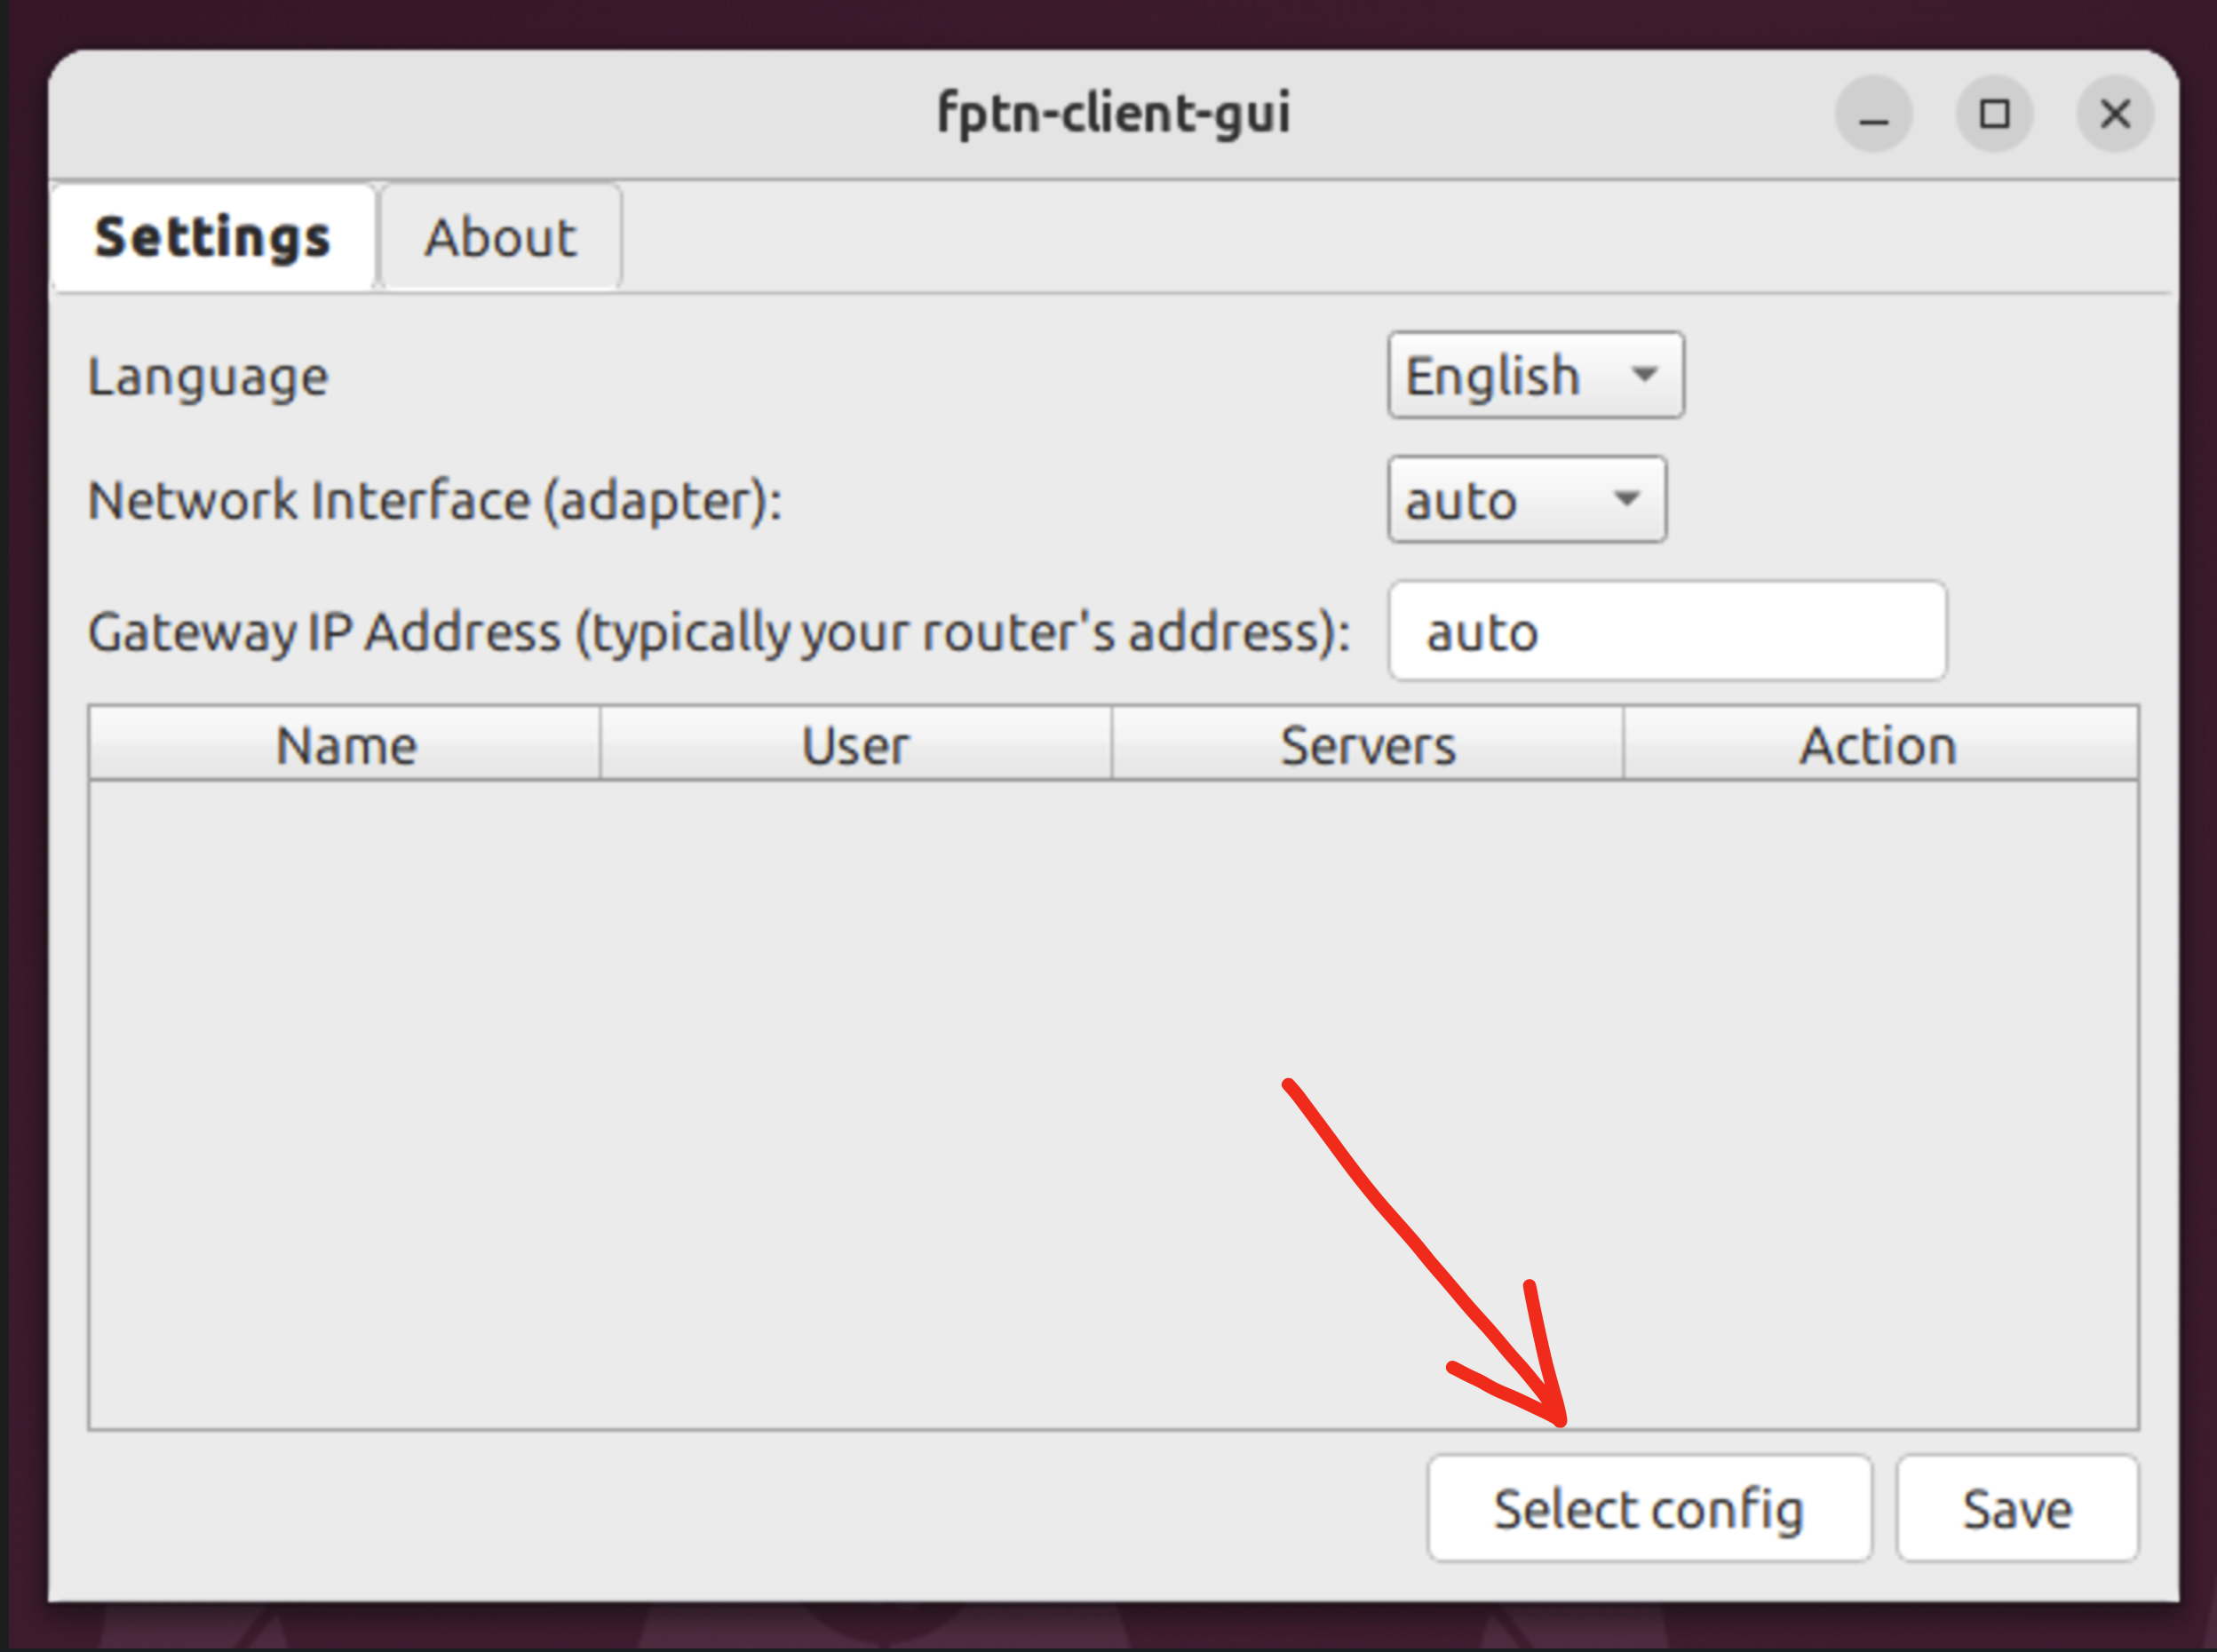 fptn-client-gui
Settings About
Language English
Network Interface (adapter): auto
Gateway IP Address (typically your router's address): auto
Name User Servers Action
Select config Save